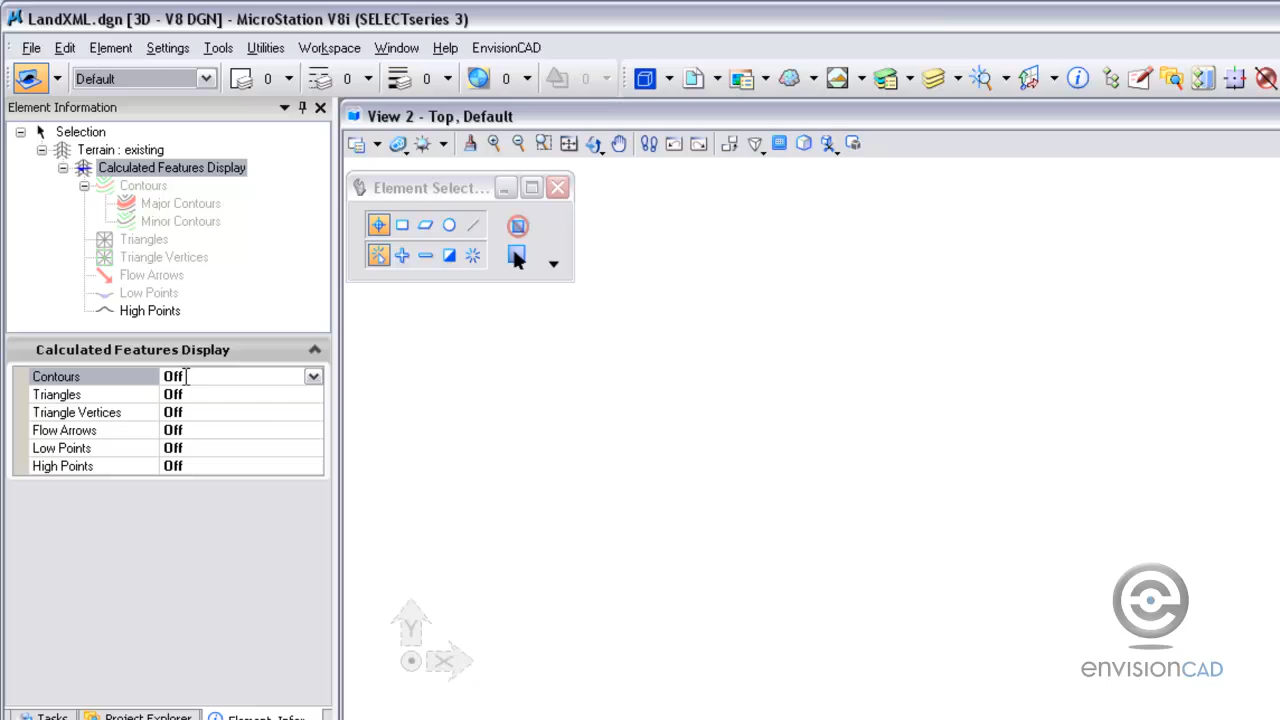 LandXML.dgn [3D - V8 DGN] - MicroStation V8i (SELECTseries 3)
File Edit Element Settings Tools Utilities Workspace Window Help EnvisionCAD
Default 0 0 0 0 0
Element Information
View 2 - Top, Default
Selection
Terrain : existing
Calculated Features Display
Contours
Major Contours
Minor Contours
Triangles
Triangle Vertices
Flow Arrows
Low Points
High Points
Element Select...
Calculated Features Display
Contours Off
Triangles Off
Triangle Vertices Off
Flow Arrows Off
Low Points Off
High Points Off
Y
X
envisionCAD
Tasks Project Explorer Element Infor...